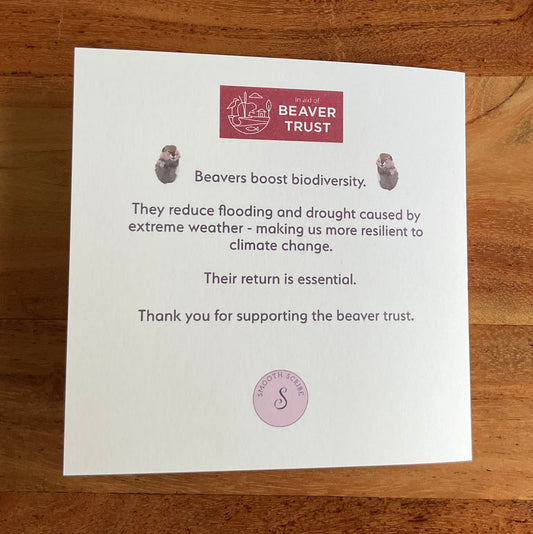 In aid of
BEAVER
TRUST
Beavers boost biodiversity.
They reduce flooding and drought caused by
extreme weather - making us more resilient to
climate change.
Their return is essential.
Thank you for supporting the beaver trust.
SMOOTH SCRIBE
S